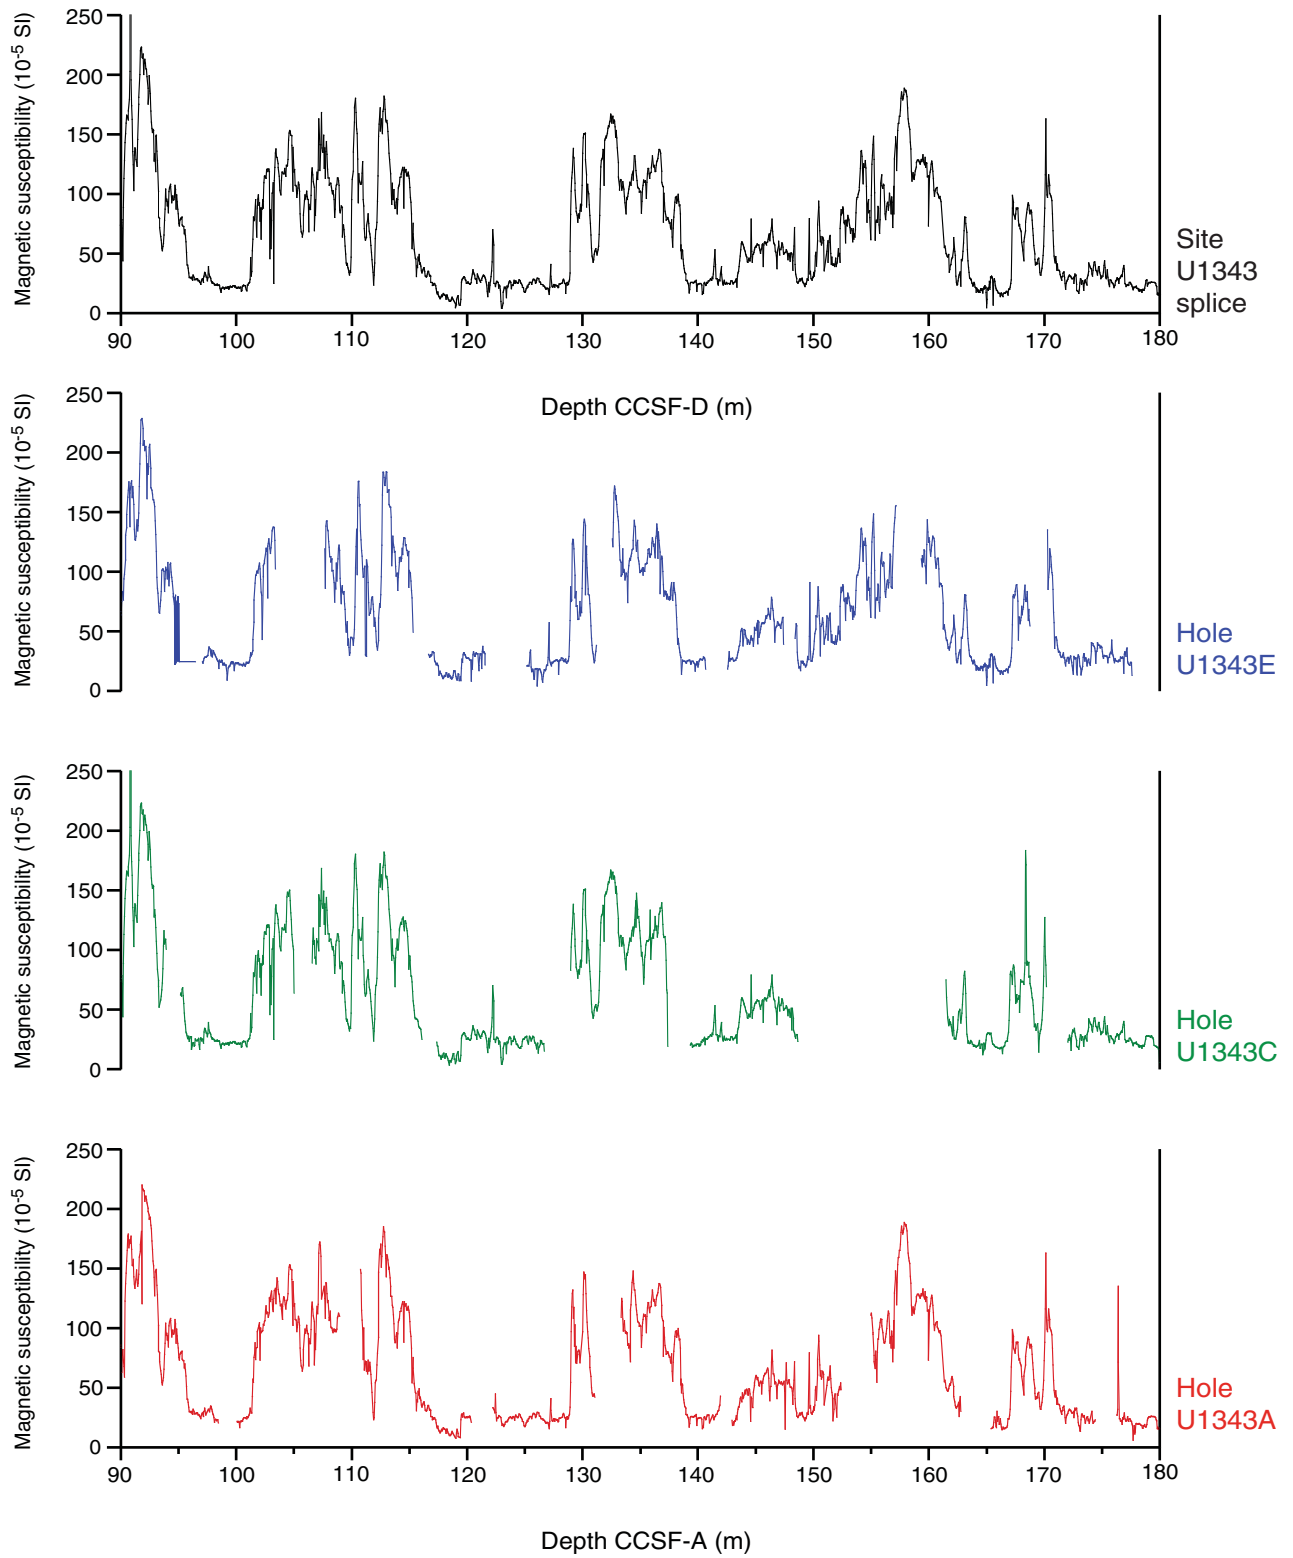 Magnetic susceptibility (10-5 SI)
250
200
150
100
50
0
90 100 110 120 130 140 150 160 170 180
Site
U1343
splice
Depth CCSF-D (m)
Magnetic susceptibility (10-5 SI)
250
200
150
100
50
0
Hole
U1343E
Magnetic susceptibility (10-5 SI)
250
200
150
100
50
0
Hole
U1343C
Magnetic susceptibility (10-5 SI)
250
200
150
100
50
0
90 100 110 120 130 140 150 160 170 180
Hole
U1343A
Depth CCSF-A (m)